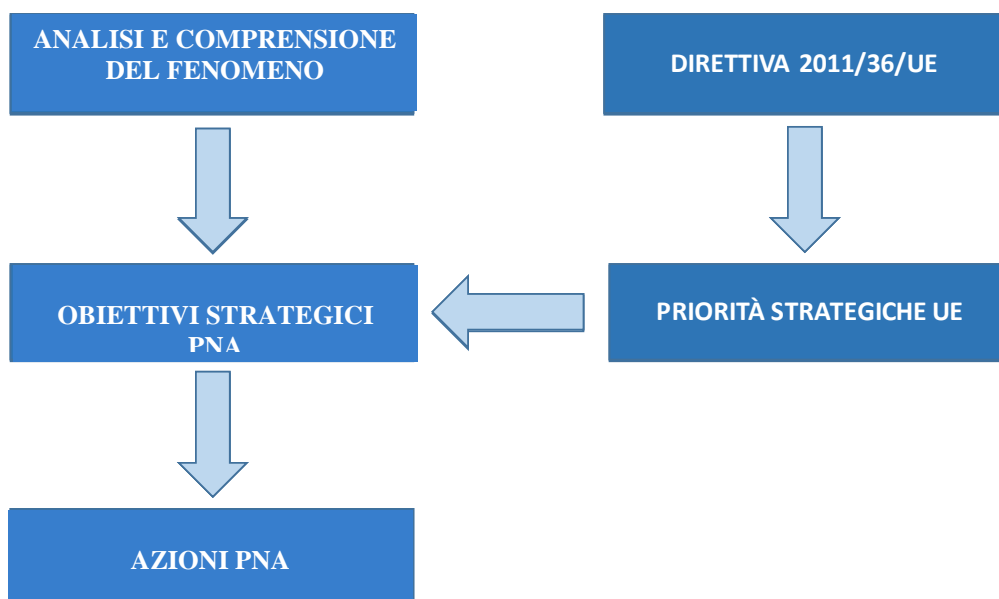 ANALISI E COMPRENSIONE
DEL FENOMENO
DIRETTIVA 2011/36/UE
OBIETTIVI STRATEGICI
PNA
PRIORITÀ STRATEGICHE UE
AZIONI PNA